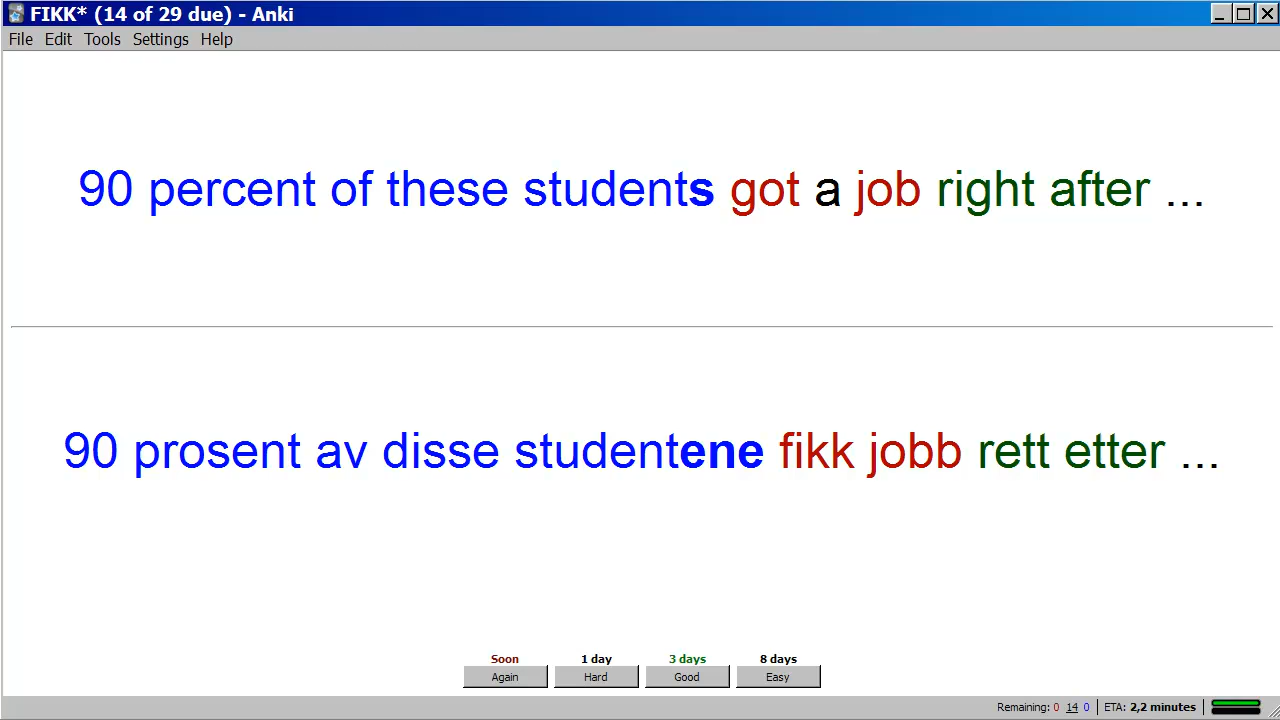 FIKK* (14 of 29 due) - Anki
File Edit Tools Settings Help
90 percent of these students got a job right after ...
90 prosent av disse studentene fikk jobb rett etter ...
Soon 1 day 3 days 8 days
Again Hard Good Easy
Remaining: 0 14 0 ETA: 2,2 minutes